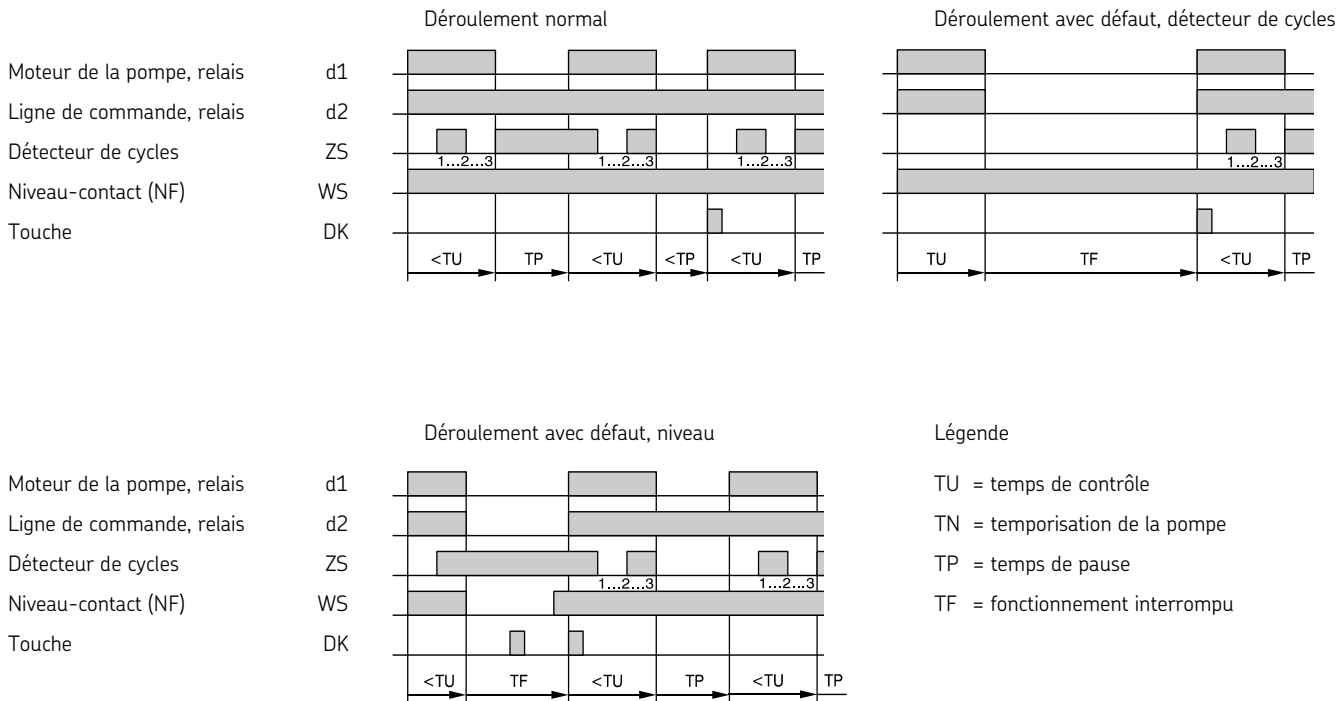 Déroulement normal
Déroulement avec défaut, détecteur de cycles
Moteur de la pompe, relais d1
Ligne de commande, relais d2
Détecteur de cycles ZS
1...2...3 1...2...3 1...2...3 1...2...3
Niveau-contact (NF) WS
Touche DK
<TU TP <TU <TP <TU TP TU TF <TU TP
Déroulement avec défaut, niveau
Légende
Moteur de la pompe, relais d1
TU = temps de contrôle
Ligne de commande, relais d2
TN = temporisation de la pompe
Détecteur de cycles ZS
TP = temps de pause
1...2...3 1...2...3
Niveau-contact (NF) WS
TF = fonctionnement interrompu
Touche DK
<TU TF <TU TP <TU TP